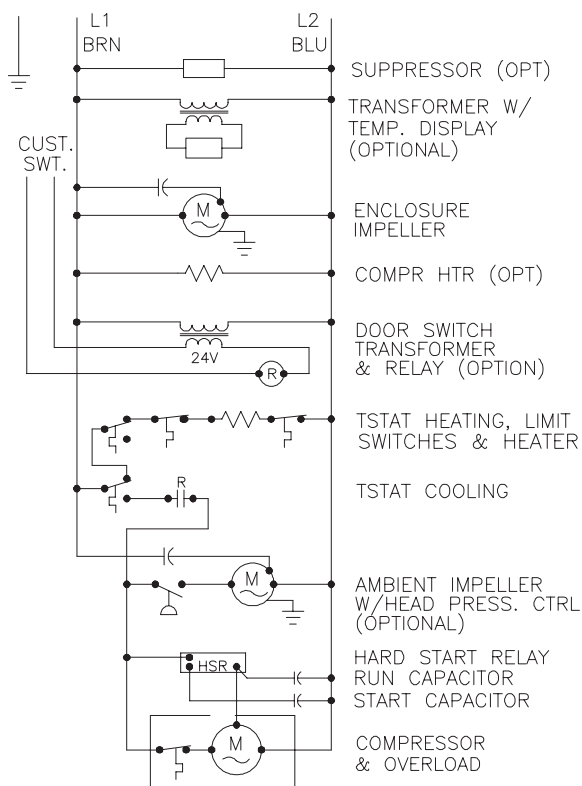 L1
BRN
L2
BLU
SUPPRESSOR (OPT)
TRANSFORMER W/
TEMP. DISPLAY
(OPTIONAL)
CUST.
SWT.
M
ENCLOSURE
IMPELLER
COMPR HTR (OPT)
24V
R
DOOR SWITCH
TRANSFORMER
& RELAY (OPTION)
TSTAT HEATING, LIMIT
SWITCHES & HEATER
R
TSTAT COOLING
M
AMBIENT IMPELLER
W/HEAD PRESS. CTRL
(OPTIONAL)
HSR
HARD START RELAY
RUN CAPACITOR
START CAPACITOR
M
COMPRESSOR
& OVERLOAD